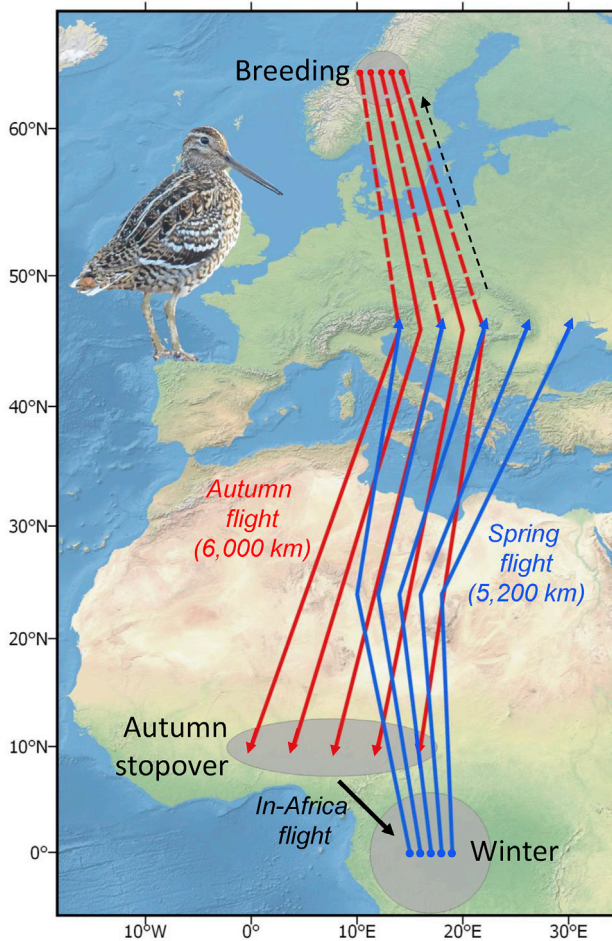 Breeding
60°N
50°N
40°N
Autumn
flight
(6,000 km)
30°N
Spring
flight
(5,200 km)
20°N
Autumn
stopover
10°N
In-Africa
flight
Winter
0°
10°W
0°
10°E
20°E
30°E